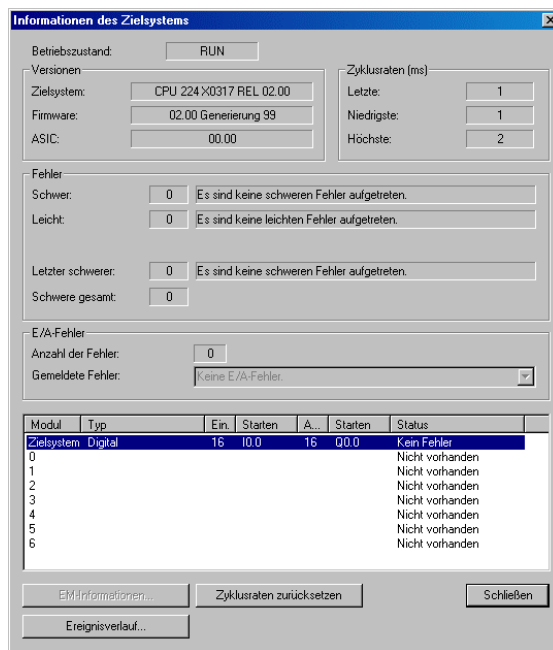 Informationen des Zielsystems
Betriebszustand: RUN
Versionen
Zielsystem: CPU 224 X0317 REL 02.00
Firmware: 02.00 Generierung 99
ASIC: 00.00
Zyklusraten (ms)
Letzte: 1
Niedrigste: 1
Höchste: 2
Fehler
Schwer: 0 Es sind keine schweren Fehler aufgetreten.
Leicht: 0 Es sind keine leichten Fehler aufgetreten.
Letzter schwerer: 0 Es sind keine schweren Fehler aufgetreten.
Schwere gesamt: 0
E/A-Fehler
Anzahl der Fehler: 0
Gemeldete Fehler: Keine E/A-Fehler.
Modul Typ Ein. Starten A... Starten Status
Zielsystem Digital 16 I0.0 16 Q0.0 Kein Fehler
0 Nicht vorhanden
1 Nicht vorhanden
2 Nicht vorhanden
3 Nicht vorhanden
4 Nicht vorhanden
5 Nicht vorhanden
6 Nicht vorhanden
EM-Informationen... Zyklusraten zurücksetzen Schließen
Ereignisverlauf...